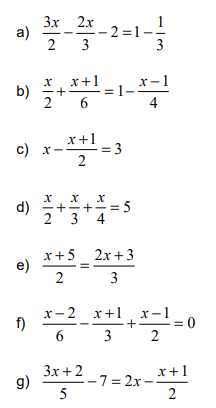 a) 3x/2 − 2x/3 − 2 = 1 − 1/3
b) x/2 + x+1/6 = 1 − x−1/4
c) x − x+1/2 = 3
d) x/2 + x/3 + x/4 = 5
e) x+5/2 = 2x+3/3
f) x−2/6 − x+1/3 + x−1/2 = 0
g) 3x+2/5 − 7 = 2x − x+1/2